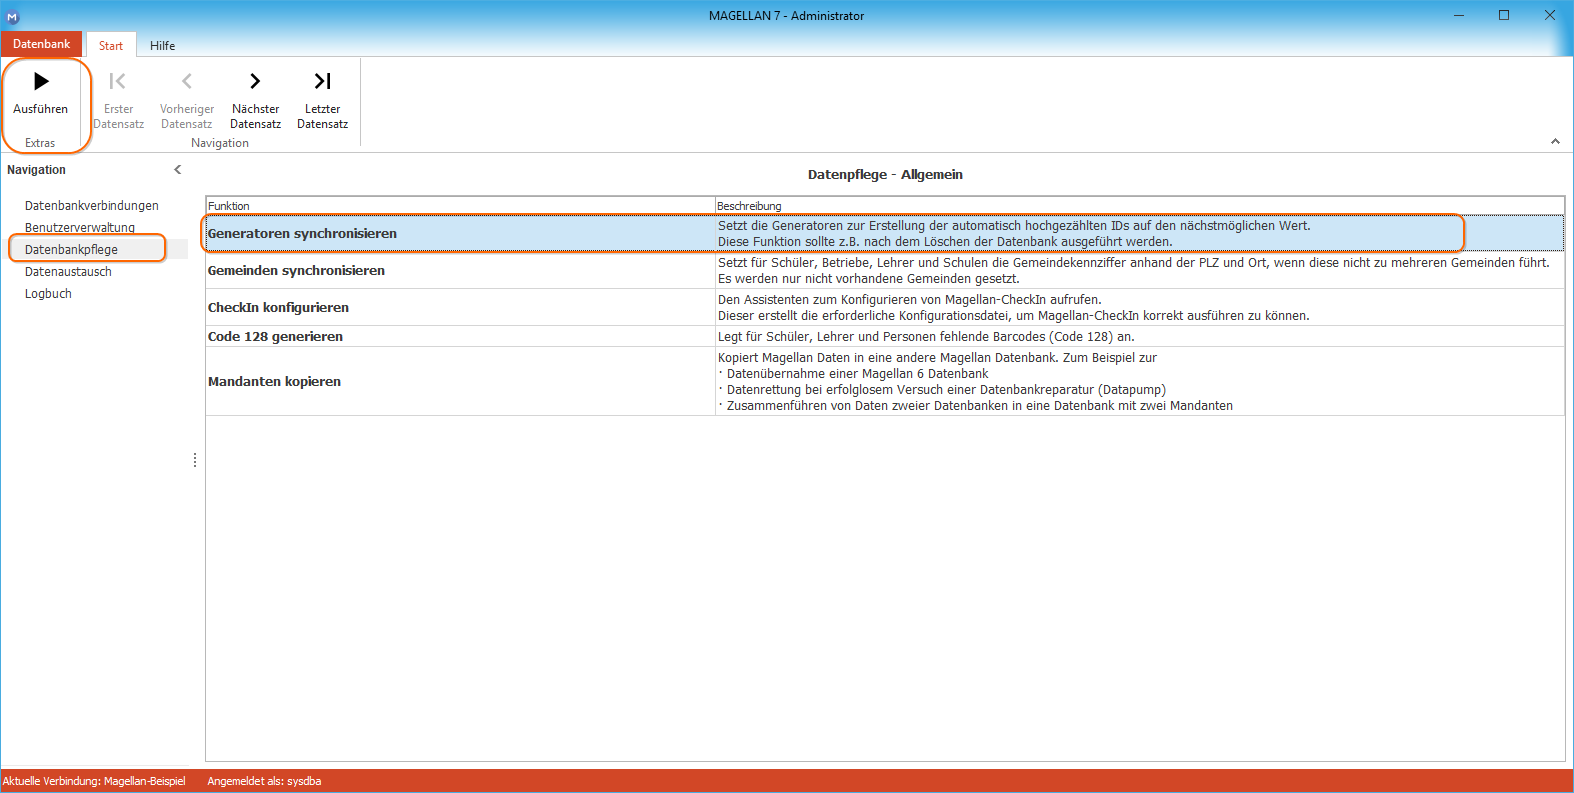 M
MAGELLAN 7 - Administrator
Datenbank Start Hilfe
Ausführen
Extras
Erster
Datensatz
Vorheriger
Datensatz
Nächster
Datensatz
Letzter
Datensatz
Navigation
Navigation
Datenbankverbindungen
Benutzerverwaltung
Datenbankpflege
Datenaustausch
Logbuch
Datenpflege - Allgemein
Funktion Beschreibung
Generatoren synchronisieren
Setzt die Generatoren zur Erstellung der automatisch hochgezählten IDs auf den nächstmöglichen Wert.
Diese Funktion sollte z.B. nach dem Löschen der Datenbank ausgeführt werden.
Gemeinden synchronisieren
Setzt für Schüler, Betriebe, Lehrer und Schulen die Gemeindekennziffer anhand der PLZ und Ort, wenn diese nicht zu mehreren Gemeinden führt.
Es werden nur nicht vorhandene Gemeinden gesetzt.
CheckIn konfigurieren
Den Assistenten zum Konfigurieren von Magellan-CheckIn aufrufen.
Dieser erstellt die erforderliche Konfigurationsdatei, um Magellan-CheckIn korrekt ausführen zu können.
Code 128 generieren
Legt für Schüler, Lehrer und Personen fehlende Barcodes (Code 128) an.
Mandanten kopieren
Kopiert Magellan Daten in eine andere Magellan Datenbank. Zum Beispiel zur
· Datenübernahme einer Magellan 6 Datenbank
· Datenrettung bei erfolglosem Versuch einer Datenbankreparatur (Datapump)
· Zusammenführen von Daten zweier Datenbanken in eine Datenbank mit zwei Mandanten
Aktuelle Verbindung: Magellan-Beispiel Angemeldet als: sysdba